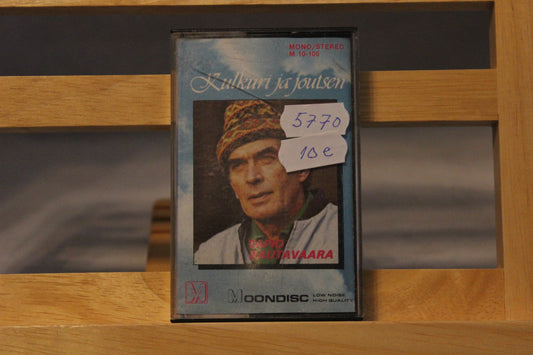 MONO/STEREO
M 10-100
Kulkuri ja joutsen
5770
10 e
TAPIO
RAUTAVAARA
MOONDISC
LOW NOISE
HIGH QUALITY